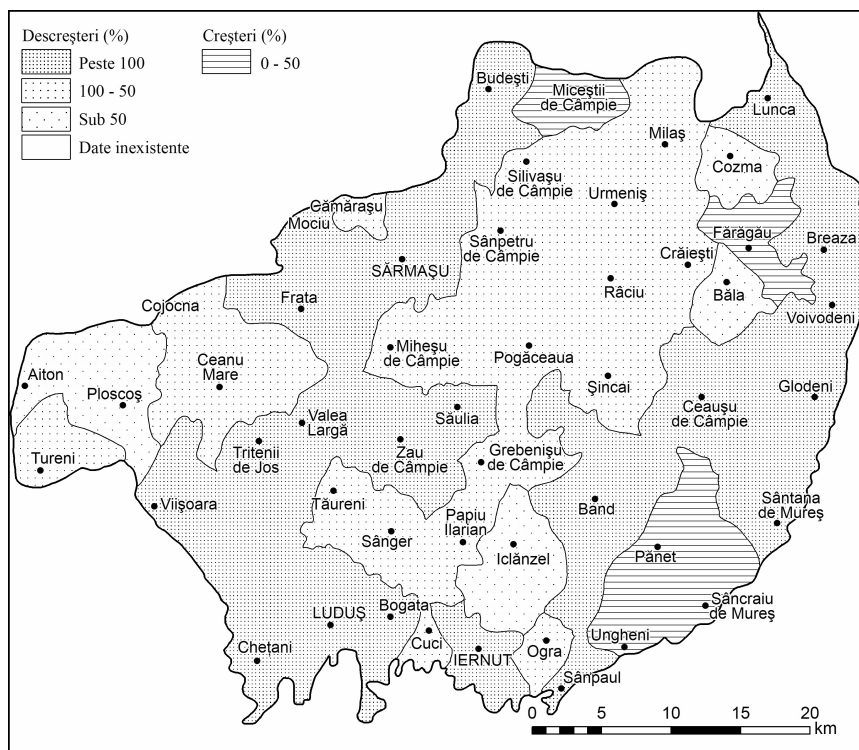 Descreşteri (%)
Creşteri (%)
Peste 100
0 - 50
100 - 50
Sub 50
Date inexistente
Budeşti
Miceştii
de Câmpie
Lunca
Milaş
Cozma
Silivaşu
de Câmpie
Urmeniş
Cămăraşu
Mociu
Sânpetru
de Câmpie
Fărăgău
Breaza
Crăieşti
SĂRMAŞU
Râciu
Băla
Cojocna
Frata
Voivodeni
Miheşu
de Câmpie
Pogăceaua
Ceanu
Mare
Aiton
Ploscoş
Şincai
Glodeni
Ceauşu
de Câmpie
Valea
Largă
Săulia
Tritenii
de Jos
Zau
de Câmpie
Grebenişu
de Câmpie
Tureni
Viişoara
Tăureni
Band
Sântana
de Mureş
Papiu
Ilarian
Sânger
Iclănzel
Pănet
Sâncraiu
de Mureş
LUDUŞ
Bogata
Cuci
Ogra
Ungheni
Cheţani
IERNUT
Sânpaul
0 5 10 15 20
km